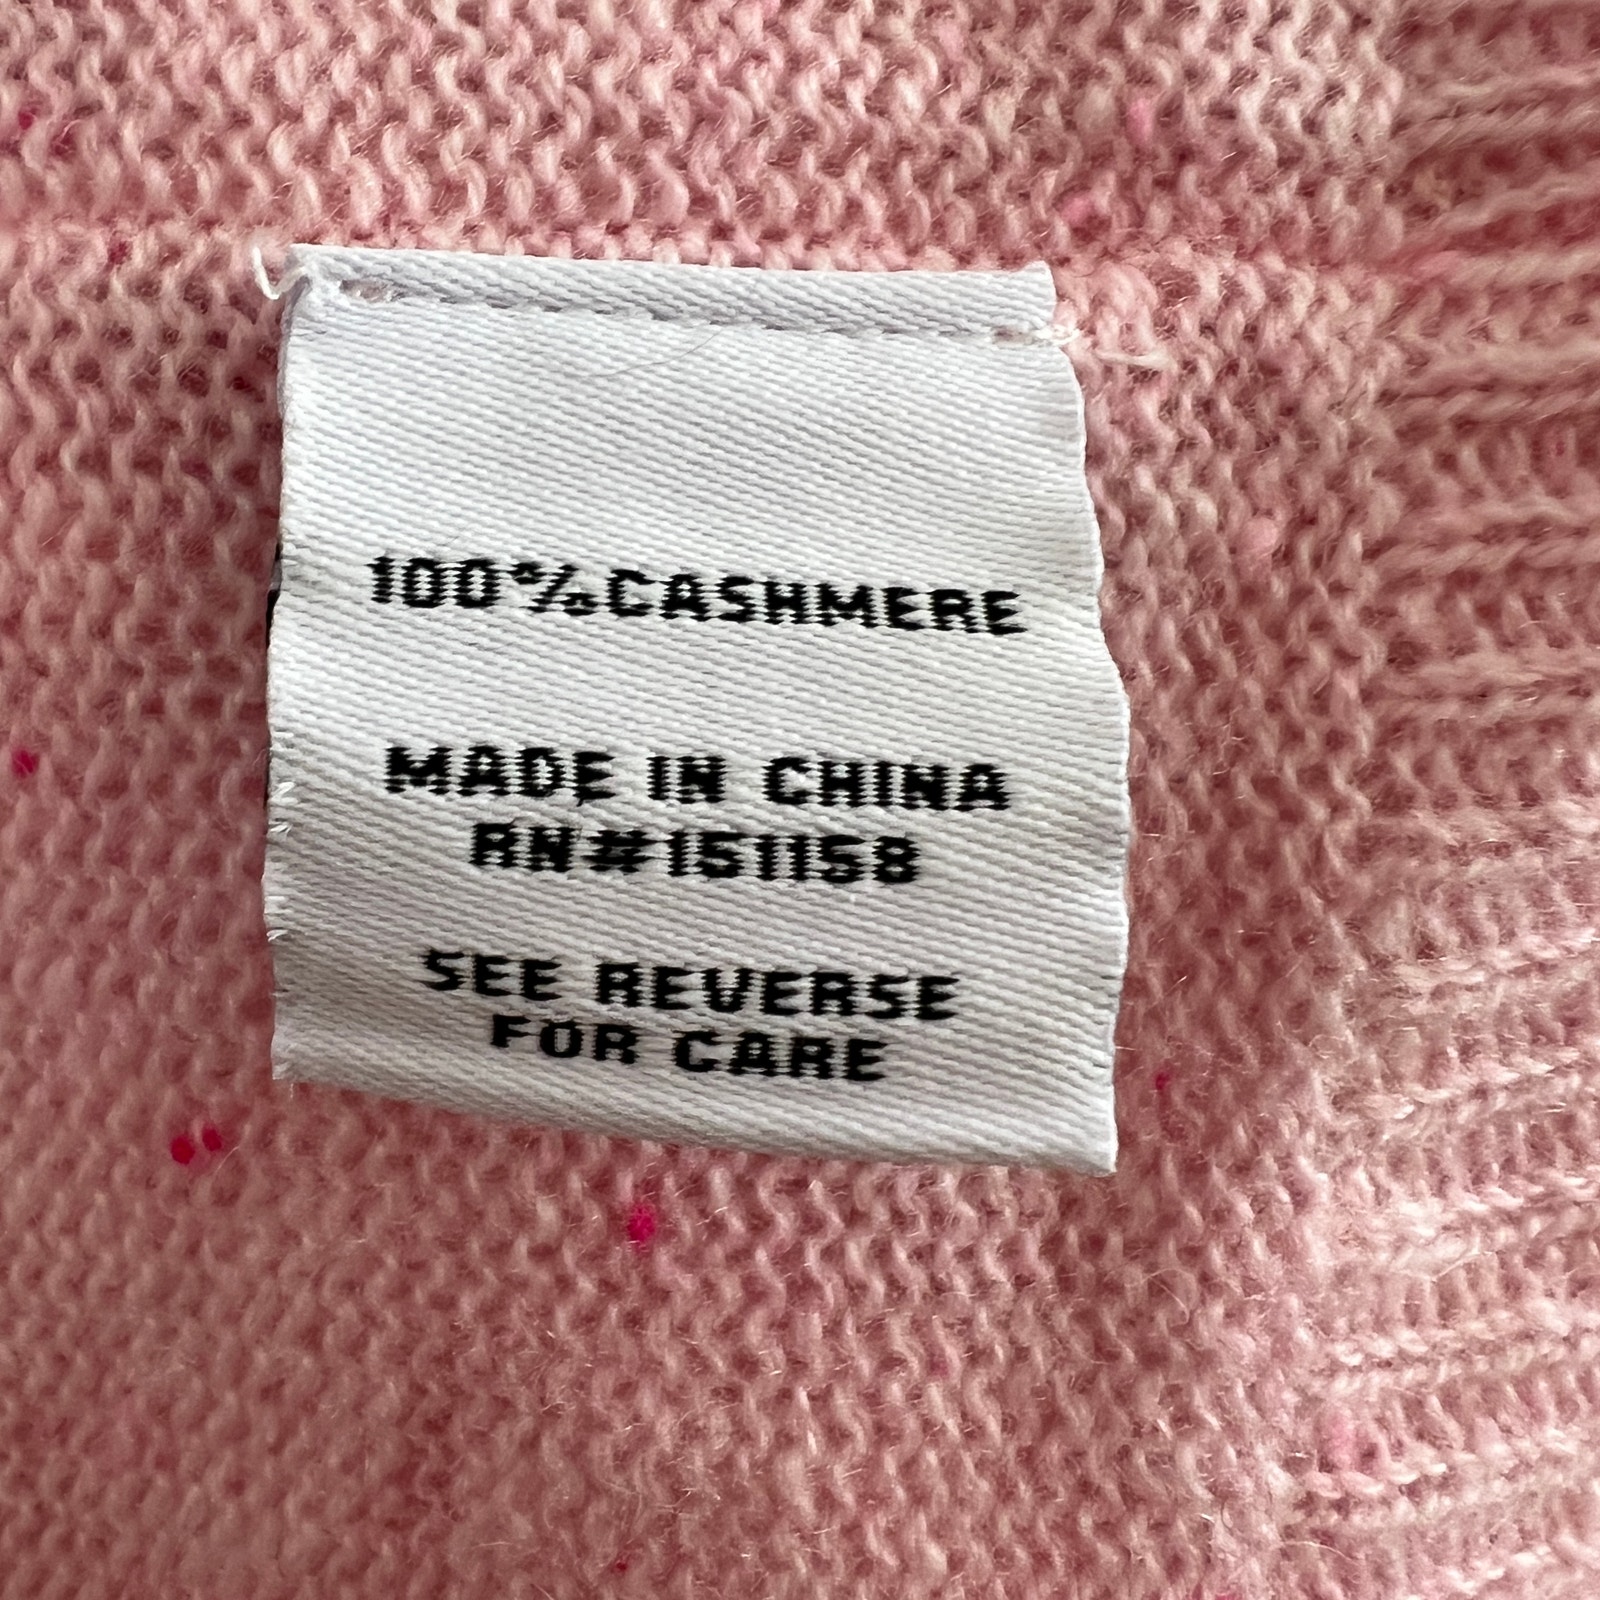 100%CASHMERE
MADE IN CHINA
RN#151158
SEE REVERSE
FOR CARE